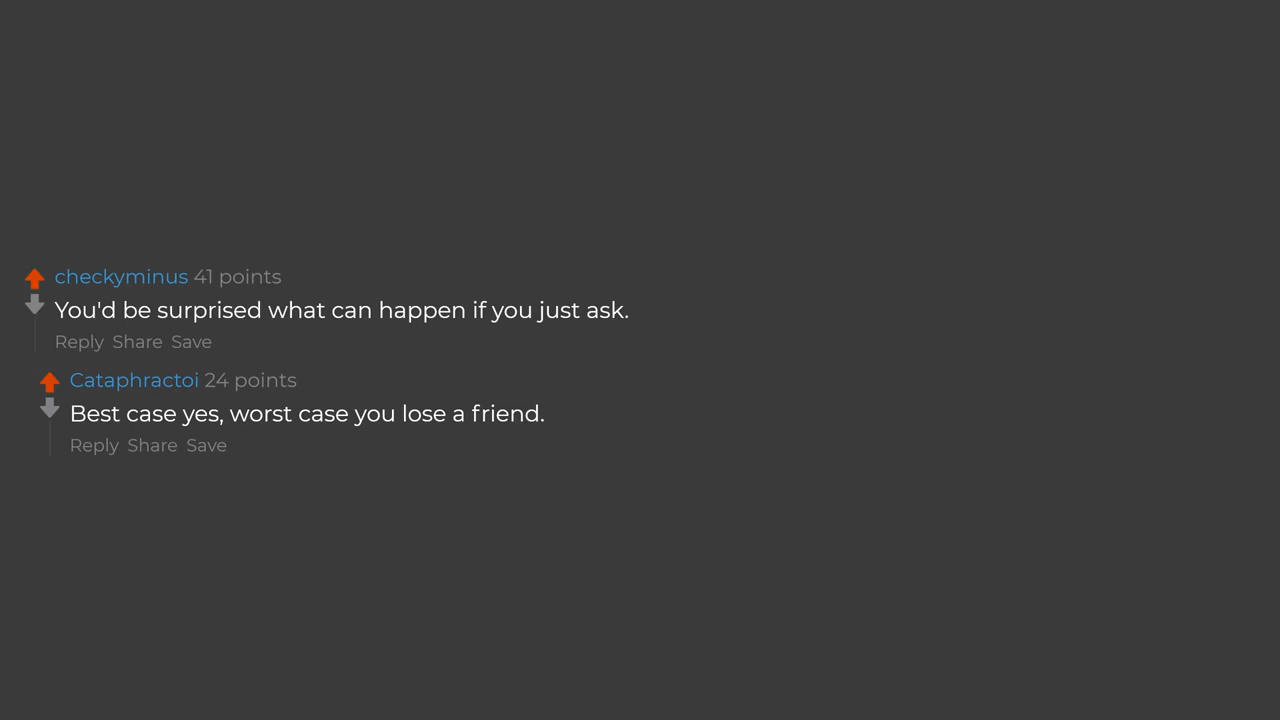 checkyminus 41 points
You'd be surprised what can happen if you just ask.
Reply Share Save
Cataphractoi 24 points
Best case yes, worst case you lose a friend.
Reply Share Save